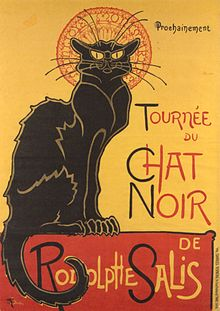 Prochainement
TOURNÉE
DU
CHAT
NOIR
DE
RODOLPHE SALIS